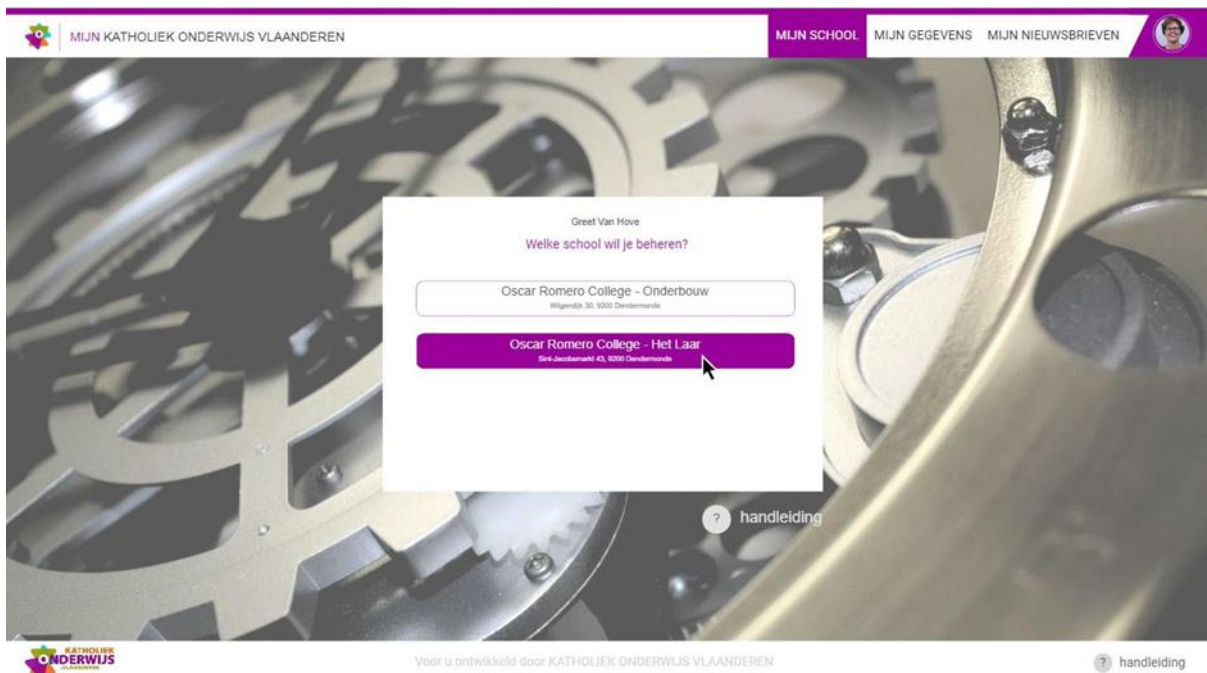 MIJN KATHOLIEK ONDERWIJS VLAANDEREN
MIJN SCHOOL
MIJN GEGEVENS
MIJN NIEUWSBRIEVEN
Greet Van Hove
Welke school wil je beheren?
Oscar Romero College - Onderbouw
Wilgendijk 30, 9200 Dendermonde
Oscar Romero College - Het Laar
Sint-Jacobsmarkt 43, 9200 Dendermonde
? handleiding
KATHOLIEK
ONDERWIJS
VLAANDEREN
Voor u ontwikkeld door KATHOLIEK ONDERWIJS VLAANDEREN
? handleiding